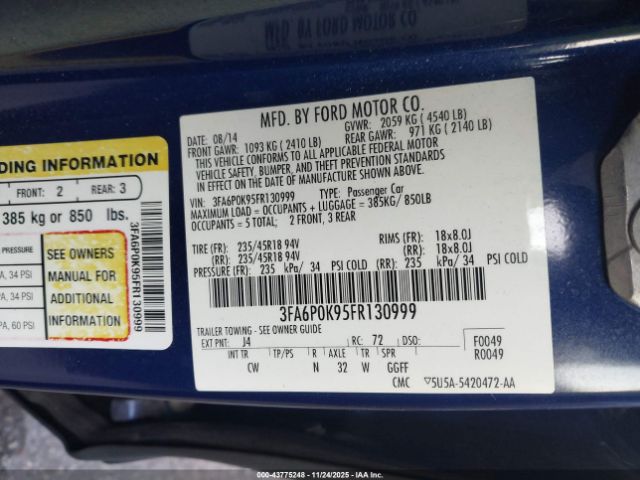 MFD. BY FORD MOTOR CO.
08/14
GVWR: 2059 KG ( 4540 LB)
FRONT GAWR: 1093 KG ( 2410 LB)
REAR GAWR: 971 KG ( 2140 LB)
THIS VEHICLE CONFORMS TO ALL APPLICABLE FEDERAL MOTOR
VEHICLE SAFETY, BUMPER, AND THEFT PREVENTION STANDARDS
IN EFFECT ON THE DATE OF MANUFACTURE SHOWN ABOVE.
VIN: 3FA6P0K95FR130999 TYPE: Passenger Car
MAXIMUM LOAD = OCCUPANTS + LUGGAGE = 385KG/ 850LB
OCCUPANTS = 5 TOTAL; 2 FRONT, 3 REAR
TIRE (FR): 235/45R18 94V RIMS (FR): 18x8.0J
(RR): 235/45R18 94V (RR): 18x8.0J
PRESSURE (FR): 235 kPa/ 34 PSI COLD (RR): 235 kPa/ 34 PSI COLD
3FA6P0K95FR130999
TRAILER TOWING - SEE OWNER GUIDE
EXT PNT: J4 RC: 72 DSO: F0049
R0049
INT TR TP/PS R AXLE TR SPR
CW N 32 W GGFF
CMC 5U5A-5420472-AA
DING INFORMATION
FRONT: 2 REAR: 3
385 kg or 850 lbs.
PRESSURE
A, 34 PSI
A, 34 PSI
A, 60 PSI
SEE OWNERS
MANUAL FOR
ADDITIONAL
INFORMATION
3FA6P0K95FR130999
© IAA - 43775248 - 11/24/2025 - IAAI.COM